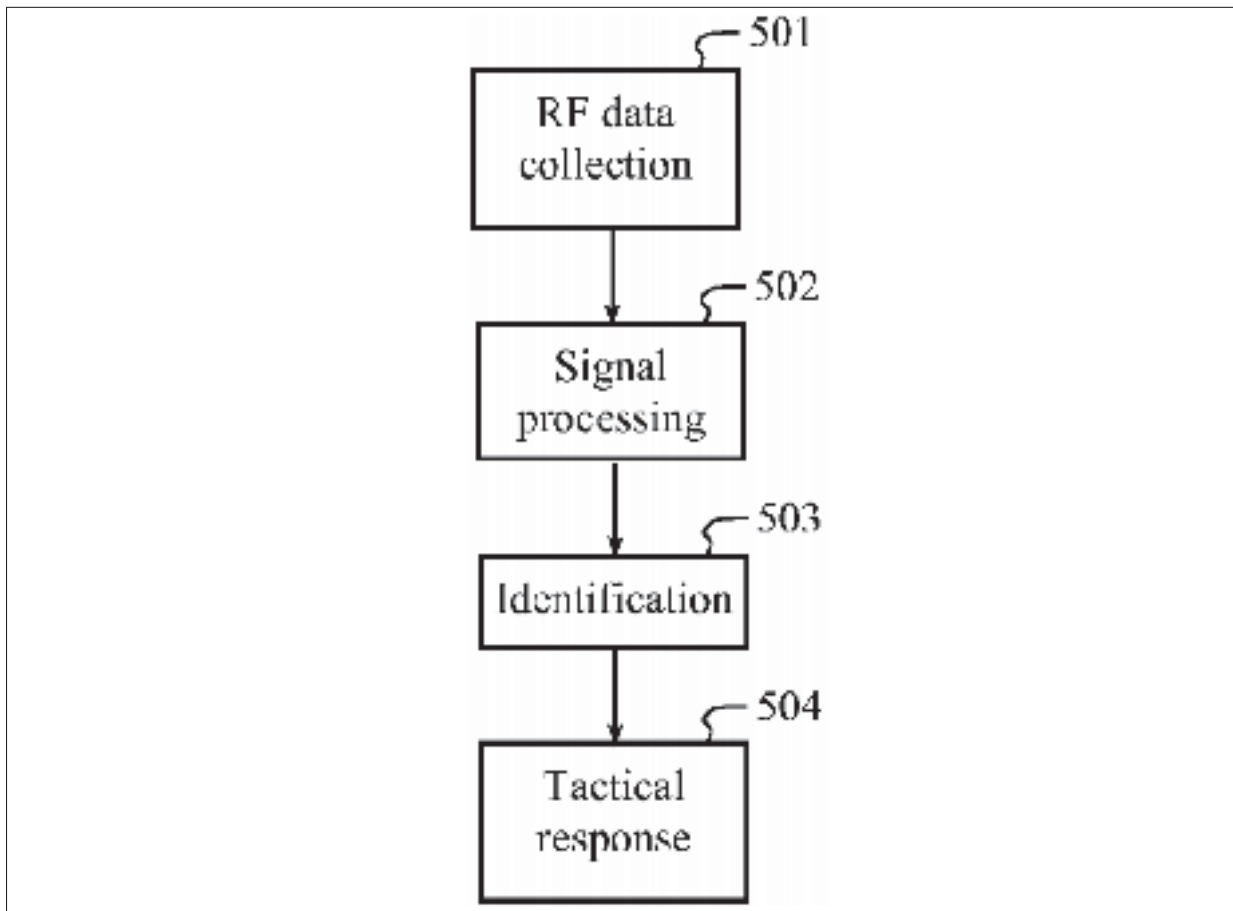 501
RF data
collection
502
Signal
processing
503
Identification
504
Tactical
response